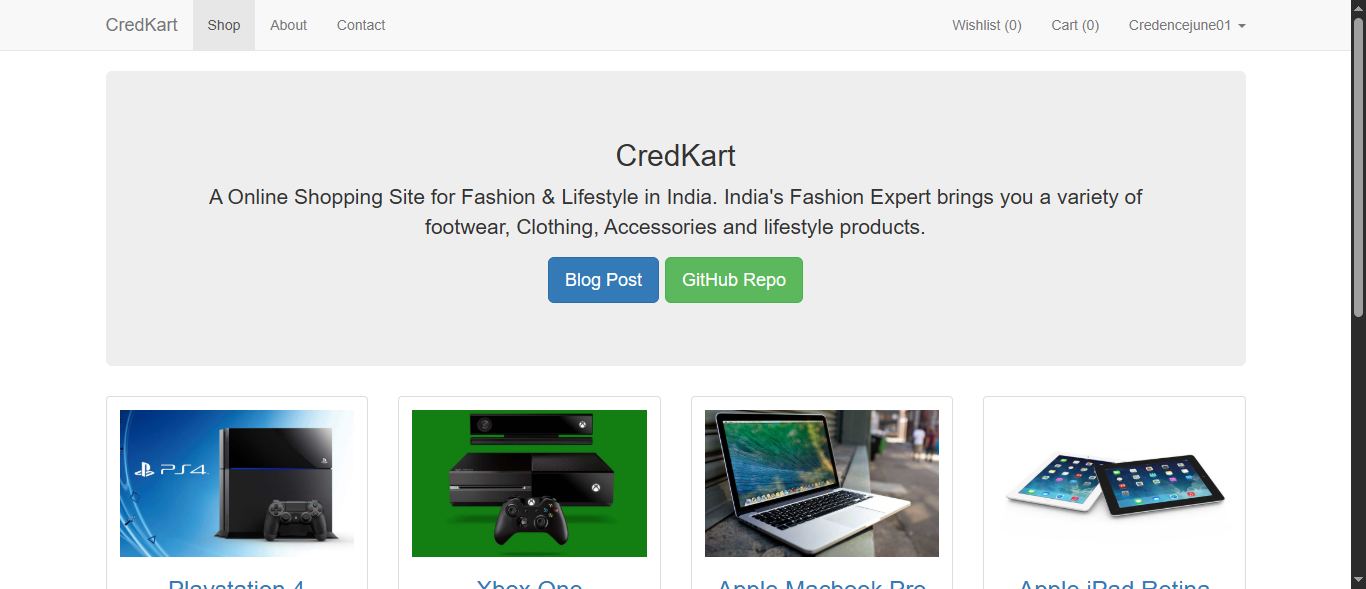 CredKart Shop About Contact Wishlist (0) Cart (0) Credencejune01
CredKart
A Online Shopping Site for Fashion & Lifestyle in India. India's Fashion Expert brings you a variety of
footwear, Clothing, Accessories and lifestyle products.
Blog Post GitHub Repo
PS4
Playstation 4 Xbox One Apple Macbook Pro Apple iPad Retina